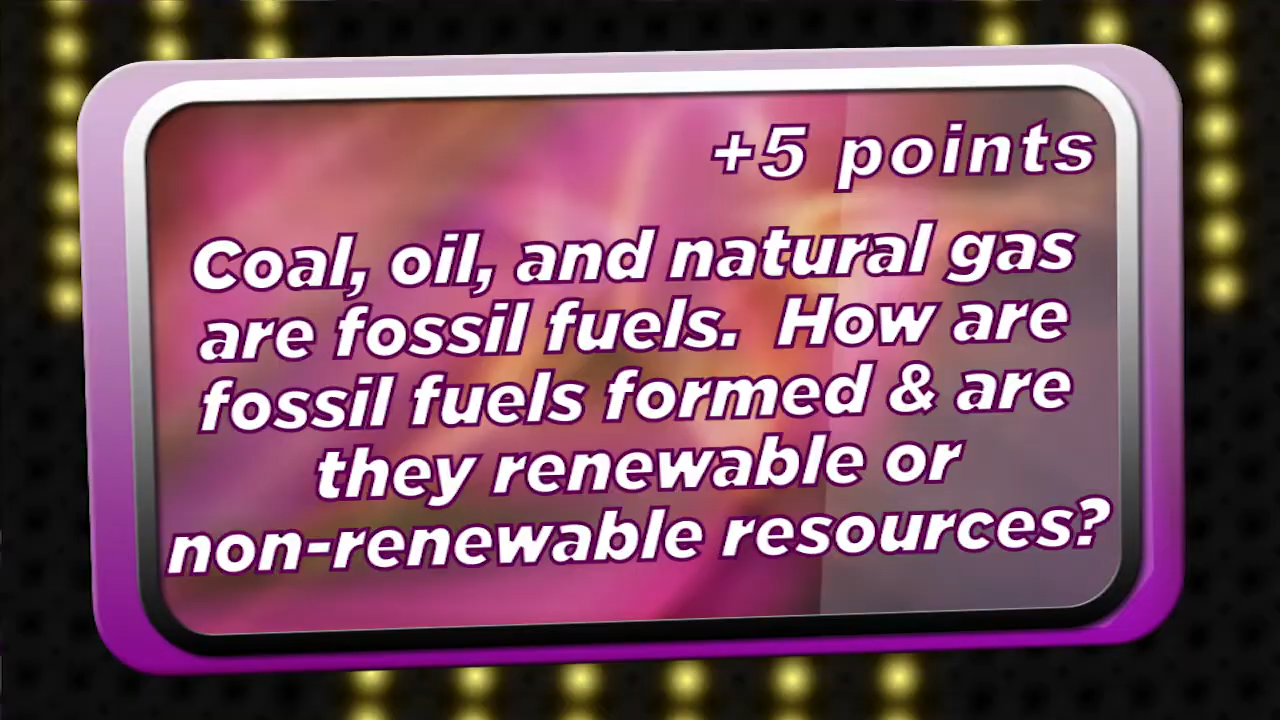 +5 points
Coal, oil, and natural gas
are fossil fuels.  How are
fossil fuels formed & are
they renewable or
non-renewable resources?